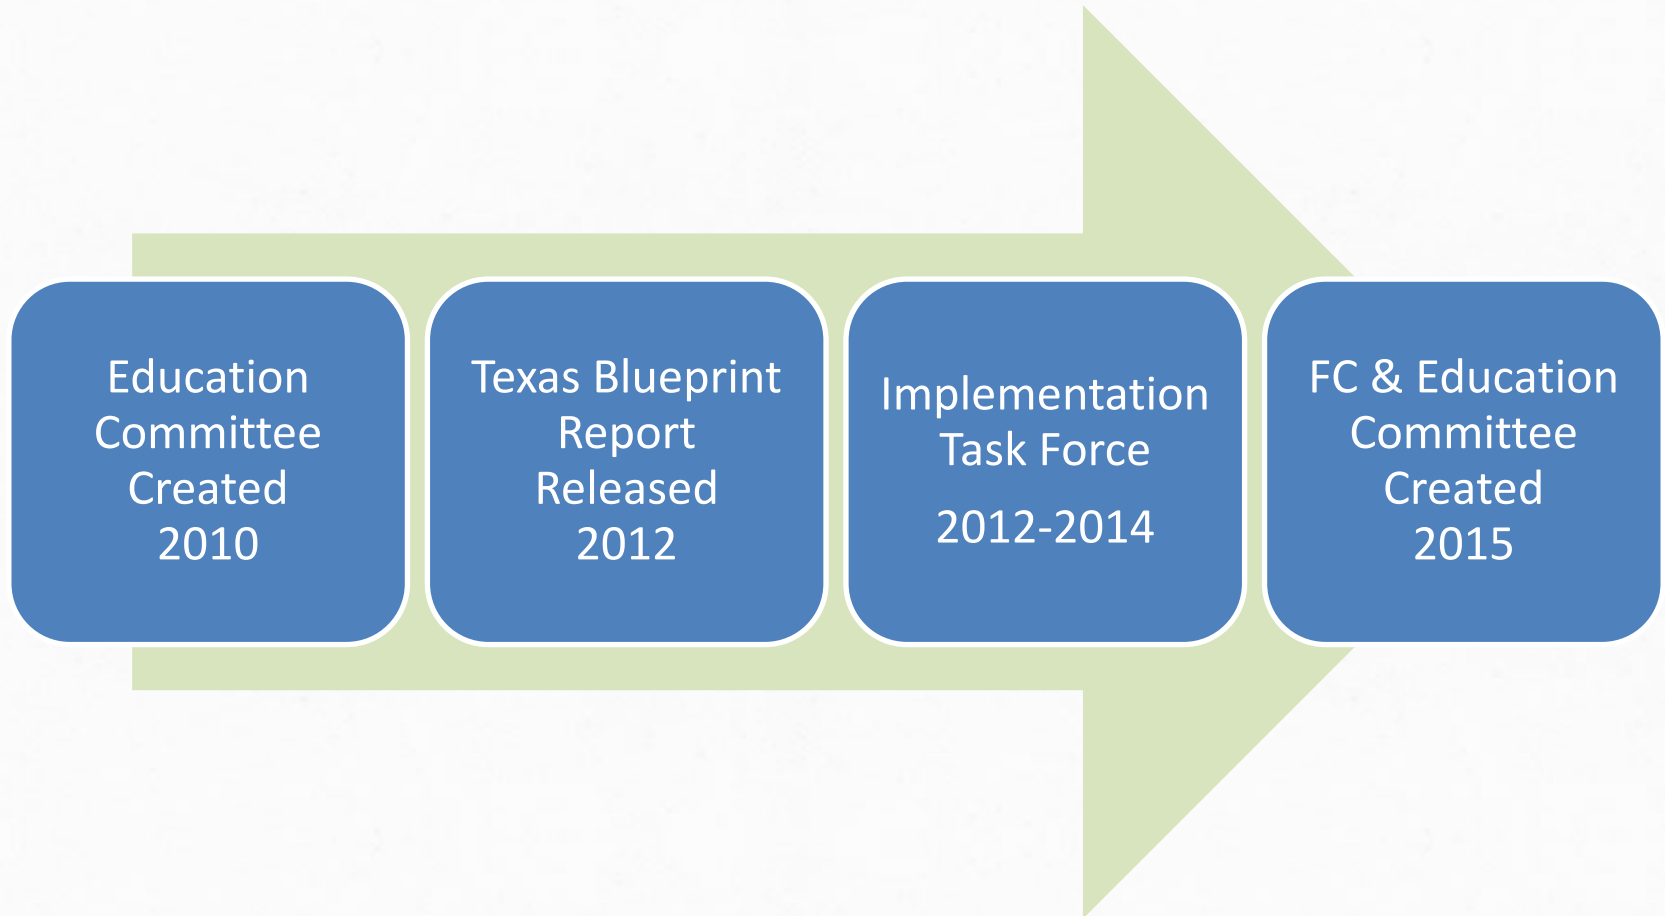 Education
Committee
Created
2010
Texas Blueprint
Report
Released
2012
Implementation
Task Force
2012-2014
FC & Education
Committee
Created
2015